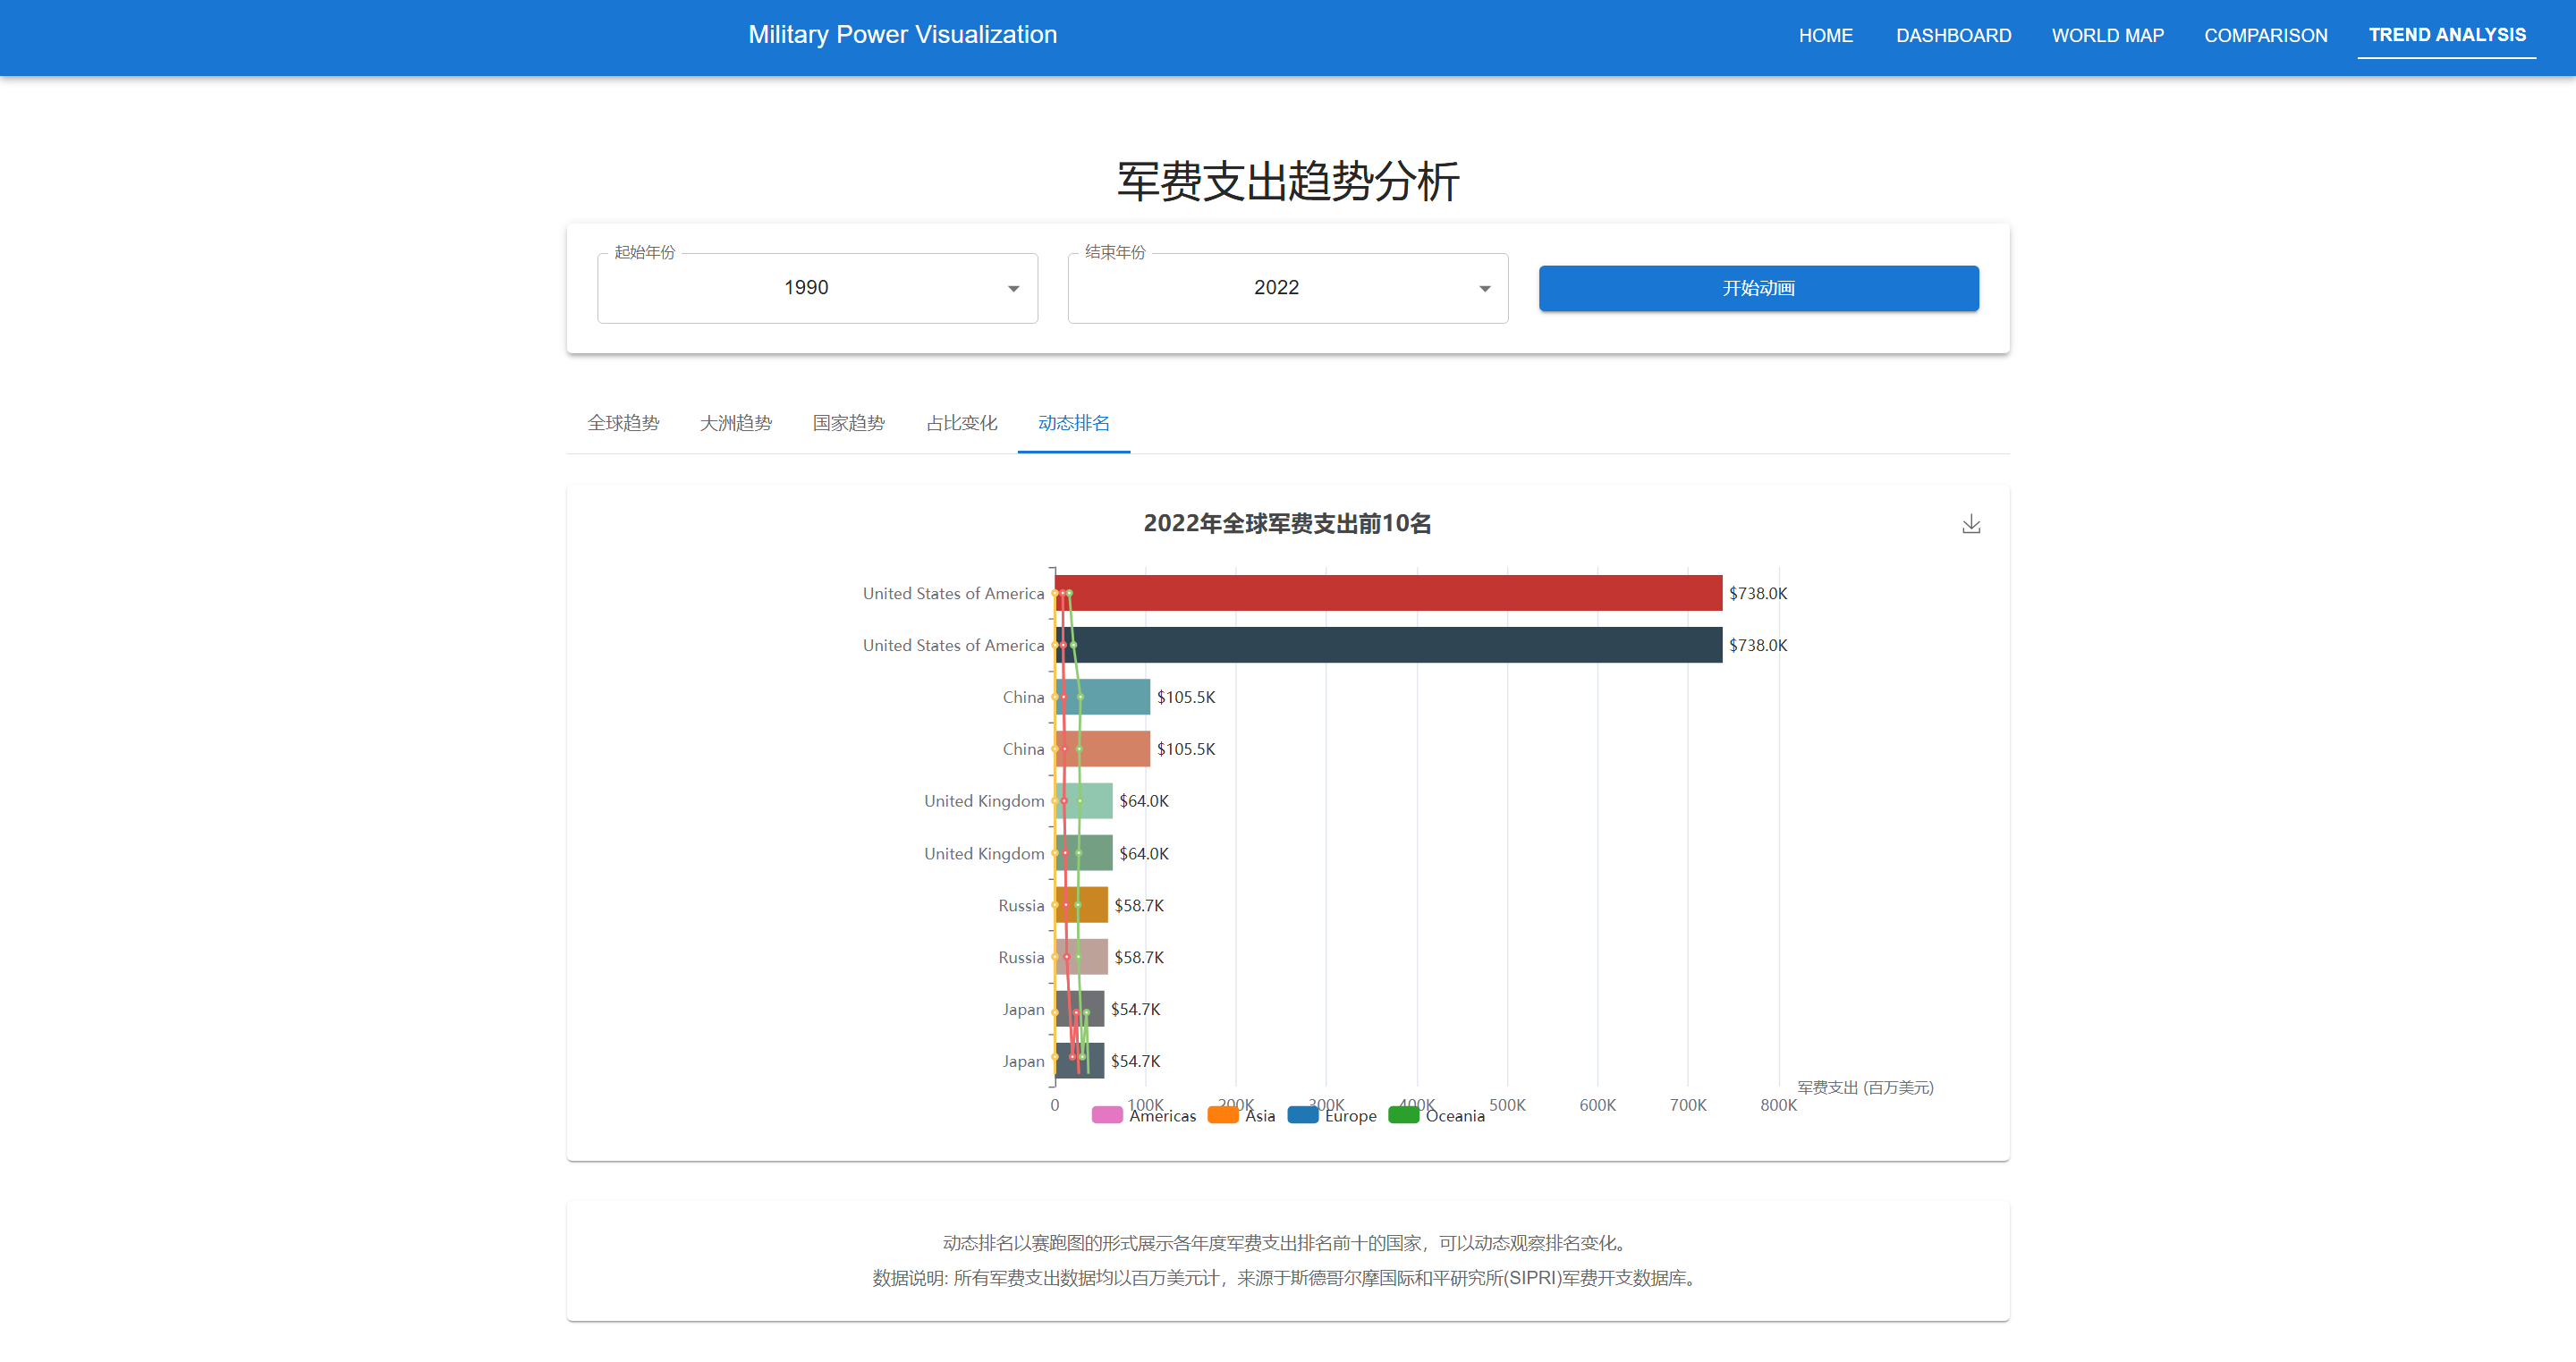 Military Power Visualization
HOME DASHBOARD WORLD MAP COMPARISON TREND ANALYSIS
军费支出趋势分析
起始年份 结束年份
1990 2022 开始动画
全球趋势 大洲趋势 国家趋势 占比变化 动态排名
2022年全球军费支出前10名
United States of America $738.0K
United States of America $738.0K
China $105.5K
China $105.5K
United Kingdom $64.0K
United Kingdom $64.0K
Russia $58.7K
Russia $58.7K
Japan $54.7K
Japan $54.7K
军费支出 (百万美元)
0 100K 200K 300K 400K 500K 600K 700K 800K
Americas Asia Europe Oceania
动态排名以赛跑图的形式展示各年度军费支出排名前十的国家，可以动态观察排名变化。
数据说明: 所有军费支出数据均以百万美元计，来源于斯德哥尔摩国际和平研究所(SIPRI)军费开支数据库。